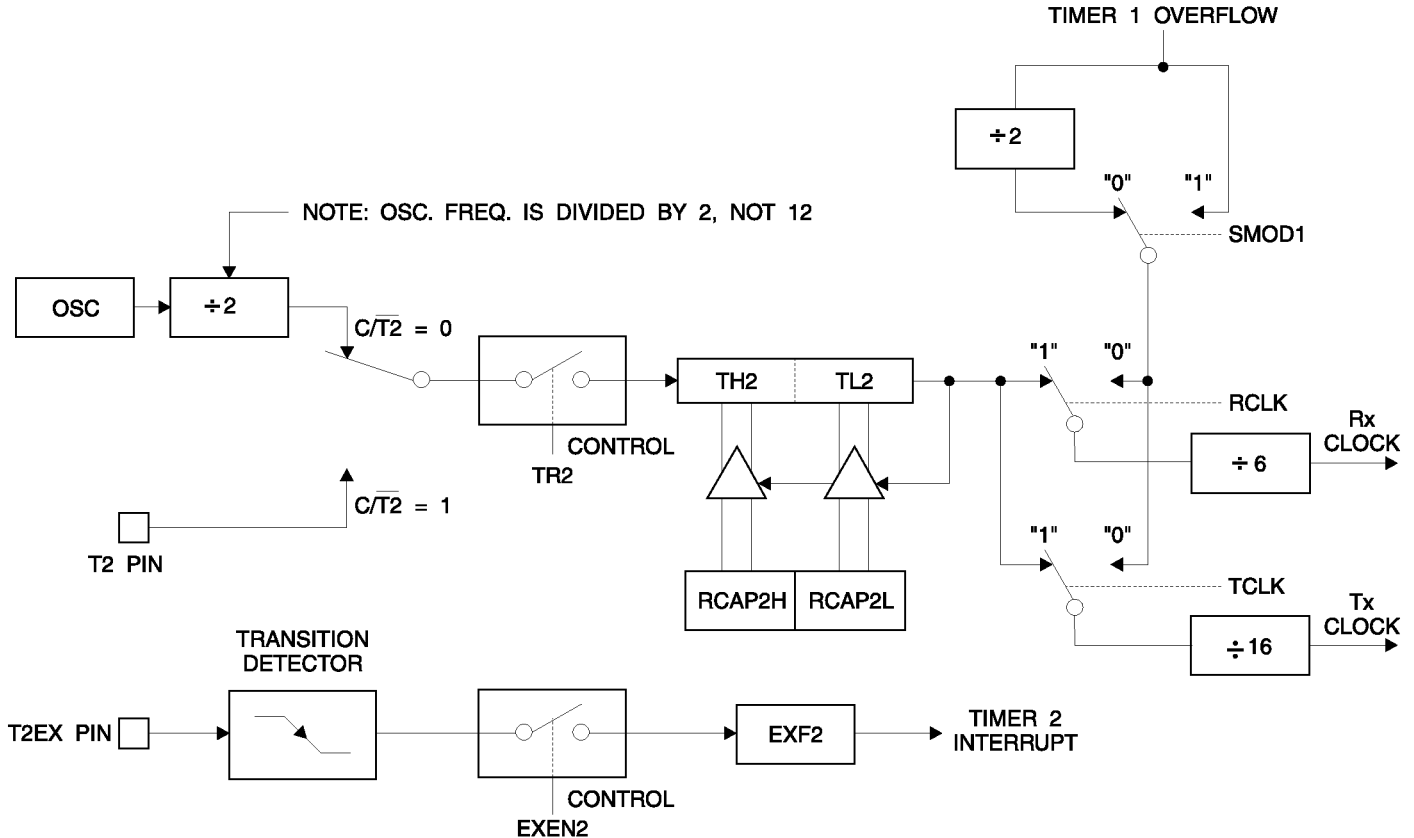 TIMER 1 OVERFLOW
÷2
"0" "1"
NOTE: OSC. FREQ. IS DIVIDED BY 2, NOT 12
SMOD1
OSC
÷2
C/T̅2̅ = 0
"1" "0"
TH2 TL2
RCLK
Rx
CLOCK
CONTROL
TR2
÷ 6
C/T̅2̅ = 1
"1" "0"
T2 PIN
TCLK
RCAP2H RCAP2L
Tx
CLOCK
TRANSITION
DETECTOR
÷16
T2EX PIN
EXF2
TIMER 2
INTERRUPT
CONTROL
EXEN2